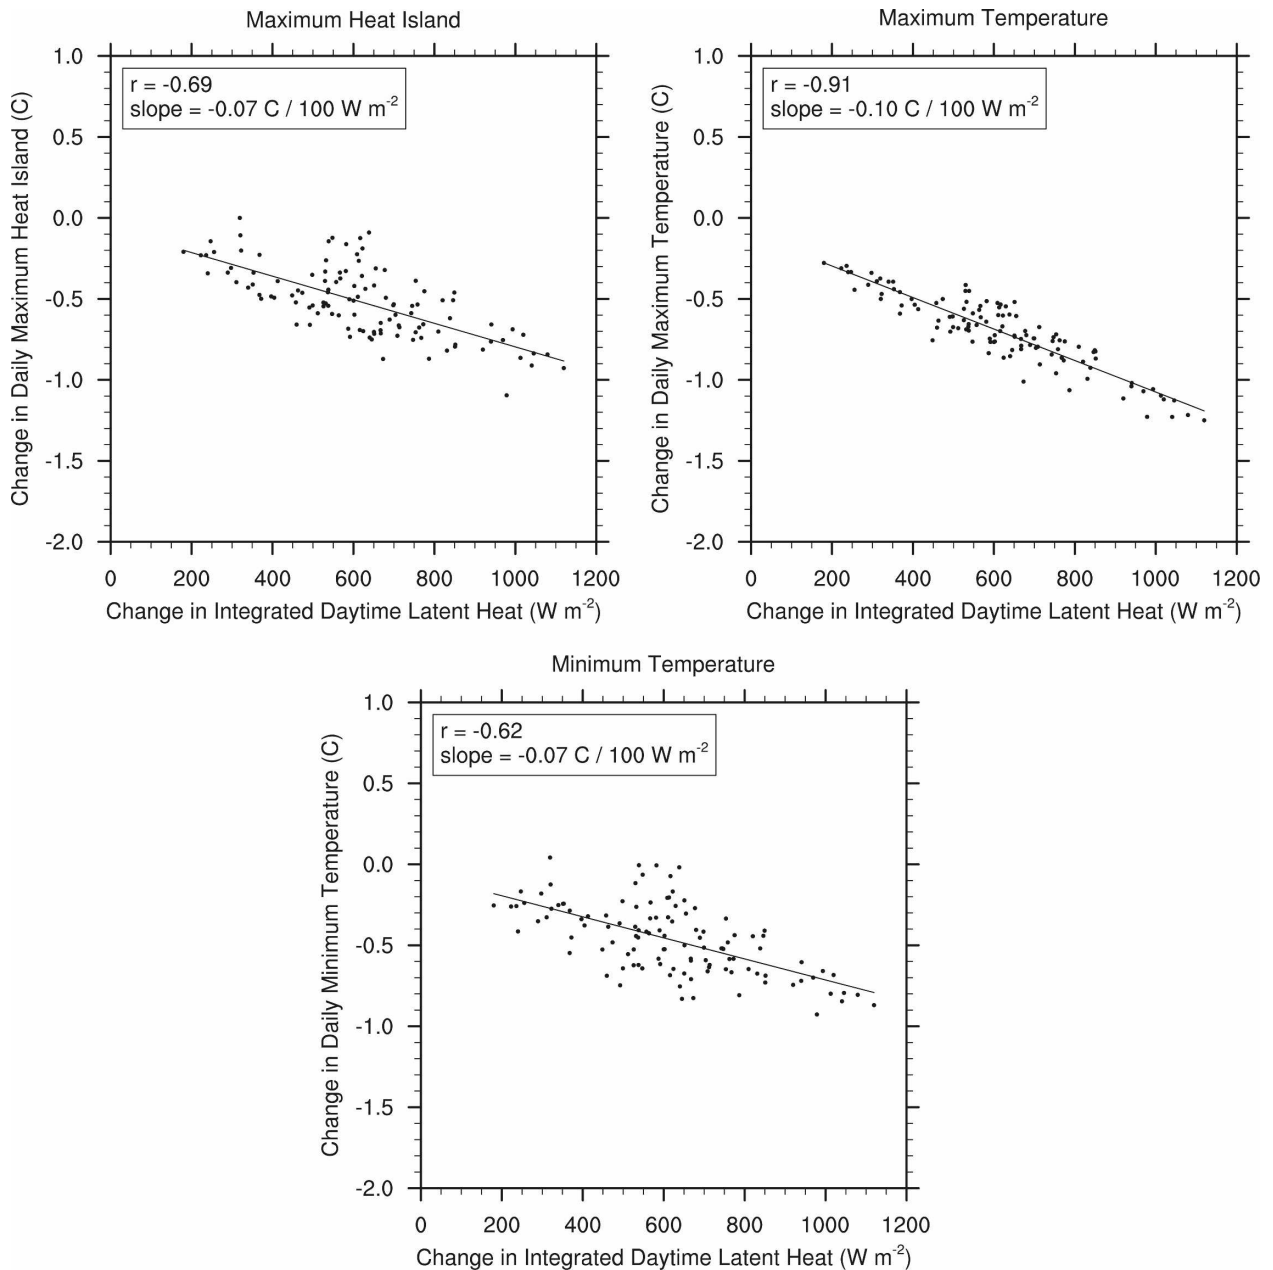 Maximum Heat Island
r = -0.69
slope = -0.07 C / 100 W m-2
1.0
0.5
0.0
-0.5
-1.0
-1.5
-2.0
Change in Daily Maximum Heat Island (C)
0 200 400 600 800 1000 1200
Change in Integrated Daytime Latent Heat (W m-2)
Maximum Temperature
r = -0.91
slope = -0.10 C / 100 W m-2
1.0
0.5
0.0
-0.5
-1.0
-1.5
-2.0
Change in Daily Maximum Temperature (C)
0 200 400 600 800 1000 1200
Change in Integrated Daytime Latent Heat (W m-2)
Minimum Temperature
r = -0.62
slope = -0.07 C / 100 W m-2
1.0
0.5
0.0
-0.5
-1.0
-1.5
-2.0
Change in Daily Minimum Temperature (C)
0 200 400 600 800 1000 1200
Change in Integrated Daytime Latent Heat (W m-2)